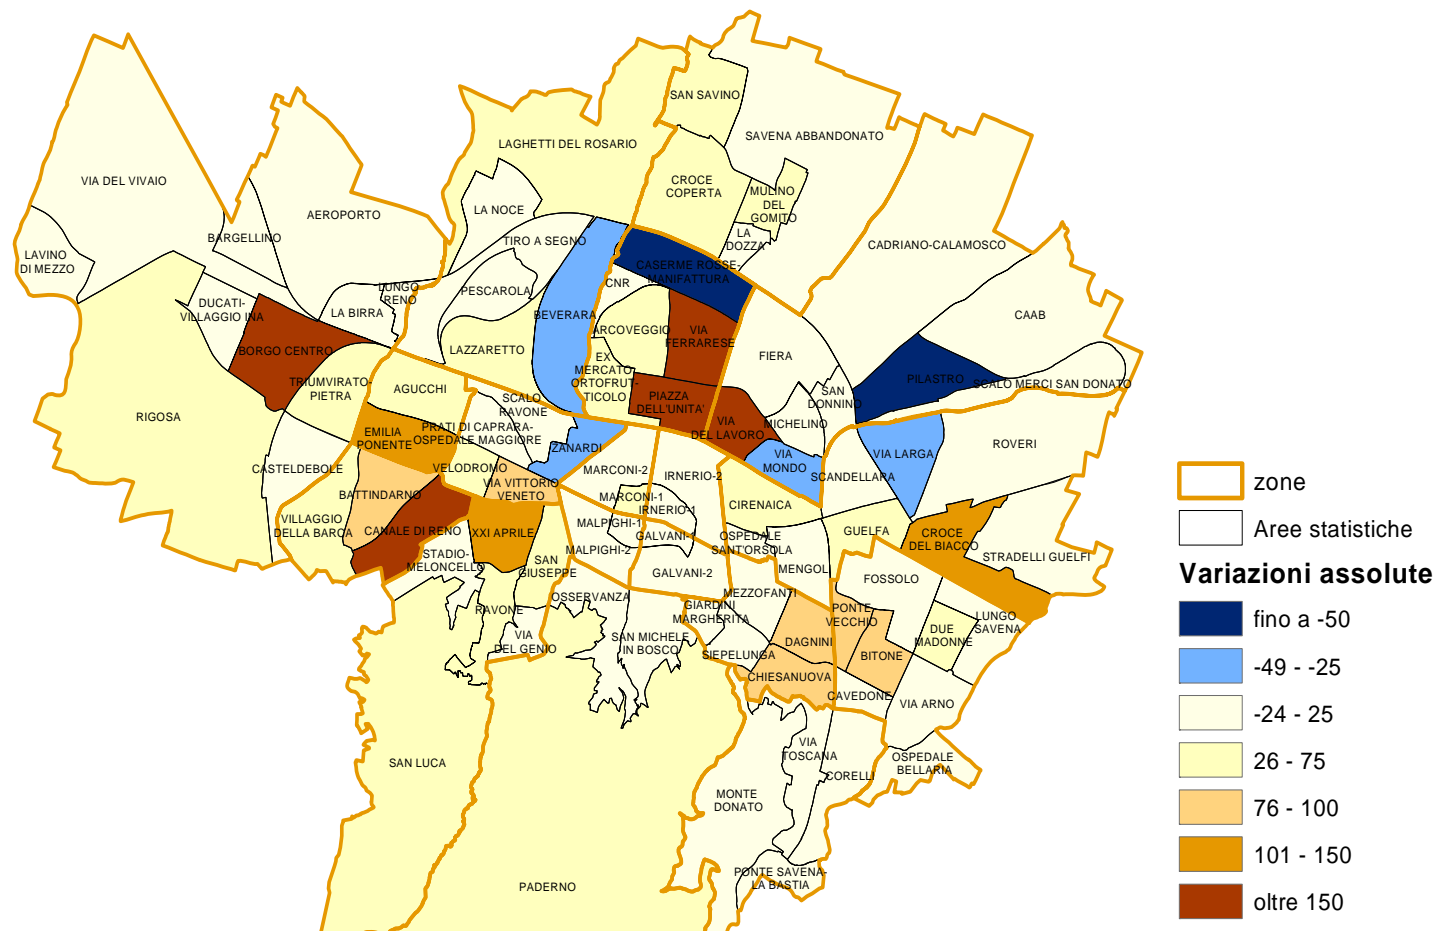 SAN SAVINO
SAVENA ABBANDONATO
LAGHETTI DEL ROSARIO
VIA DEL VIVAIO
CROCE
COPERTA
MULINO
DEL
GOMITO
AEROPORTO
LA NOCE
BARGELLINO
TIRO A SEGNO
LA
DOZZA
CADRIANO-CALAMOSCO
LAVINO
DI MEZZO
CASERME ROSSE-
MANIFATTURA
CNR
LUNGO
RENO
PESCAROLA
DUCATI-
VILLAGGIO INA
LA BIRRA
BEVERARA
ARCOVEGGIO
VIA
FERRARESE
CAAB
BORGO CENTRO
LAZZARETTO
FIERA
EX
MERCATO
ORTOFRUT-
TICOLO
TRIUMVIRATO-
PIETRA
AGUCCHI
PILASTRO
SCALO MERCI SAN DONATO
RIGOSA
SCALO
RAVONE
PIAZZA
DELL'UNITA'
SAN
DONNINO
EMILIA
PONENTE
PRATI DI CAPRARA-
OSPEDALE MAGGIORE
VIA
DEL LAVORO
MICHELINO
ROVERI
ZANARDI
VIA
MONDO
VIA LARGA
CASTELDEBOLE
VELODROMO
MARCONI-2
IRNERIO-2
SCANDELLARA
BATTINDARNO
VIA VITTORIO
VENETO
MARCONI-1
IRNERIO-1
CIRENAICA
VILLAGGIO
DELLA BARCA
CANALE DI RENO
XXI APRILE
MALPIGHI-1
GALVANI-1
OSPEDALE
SANT'ORSOLA
GUELFA
CROCE
DEL BIACCO
STRADELLI GUELFI
STADIO-
MELONCELLO
SAN
GIUSEPPE
MALPIGHI-2
GALVANI-2
MENGOLI
FOSSOLO
RAVONE
OSSERVANZA
GIARDINI
MARGHERITA
MEZZOFANTI
PONTE
VECCHIO
LUNGO
SAVENA
VIA
DEL GENIO
SAN MICHELE
IN BOSCO
DAGNINI
DUE
MADONNE
SIEPELUNGA
BITONE
CHIESANUOVA
CAVEDONE
VIA ARNO
SAN LUCA
VIA
TOSCANA
CORELLI
OSPEDALE
BELLARIA
MONTE
DONATO
PADERNO
PONTE SAVENA-
LA BASTIA
zone
Aree statistiche
Variazioni assolute
fino a -50
-49 - -25
-24 - 25
26 - 75
76 - 100
101 - 150
oltre 150